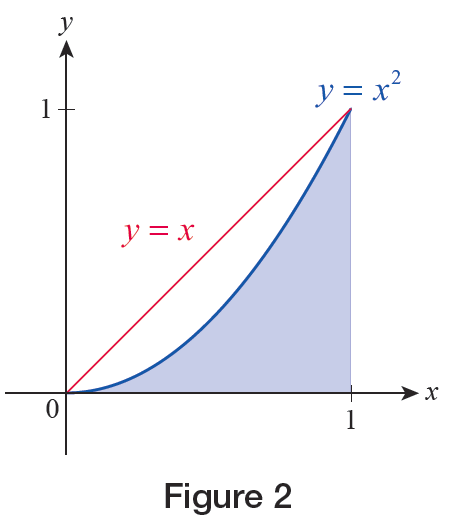 y
y = x²
1
y = x
0
1
x
Figure 2